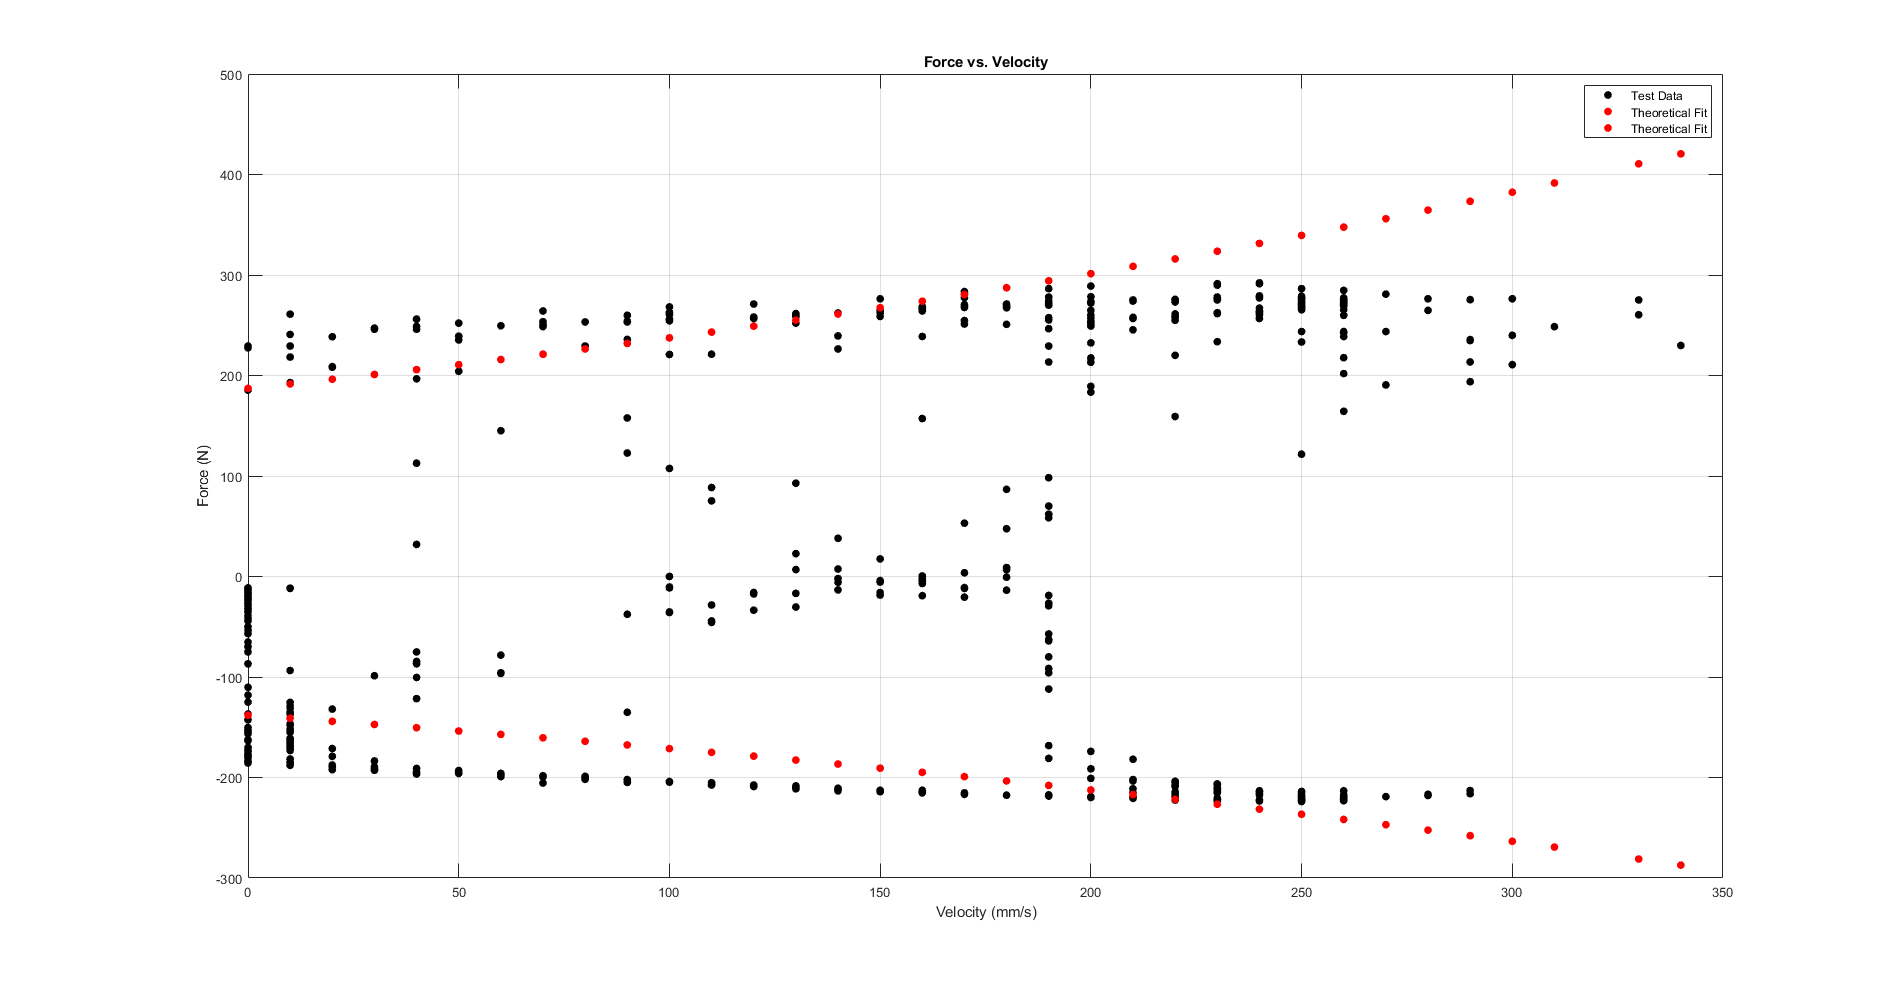 Force vs. Velocity
Test Data
Theoretical Fit
Theoretical Fit
500
400
300
200
100
0
-100
-200
-300
Force (N)
0 50 100 150 200 250 300 350
Velocity (mm/s)